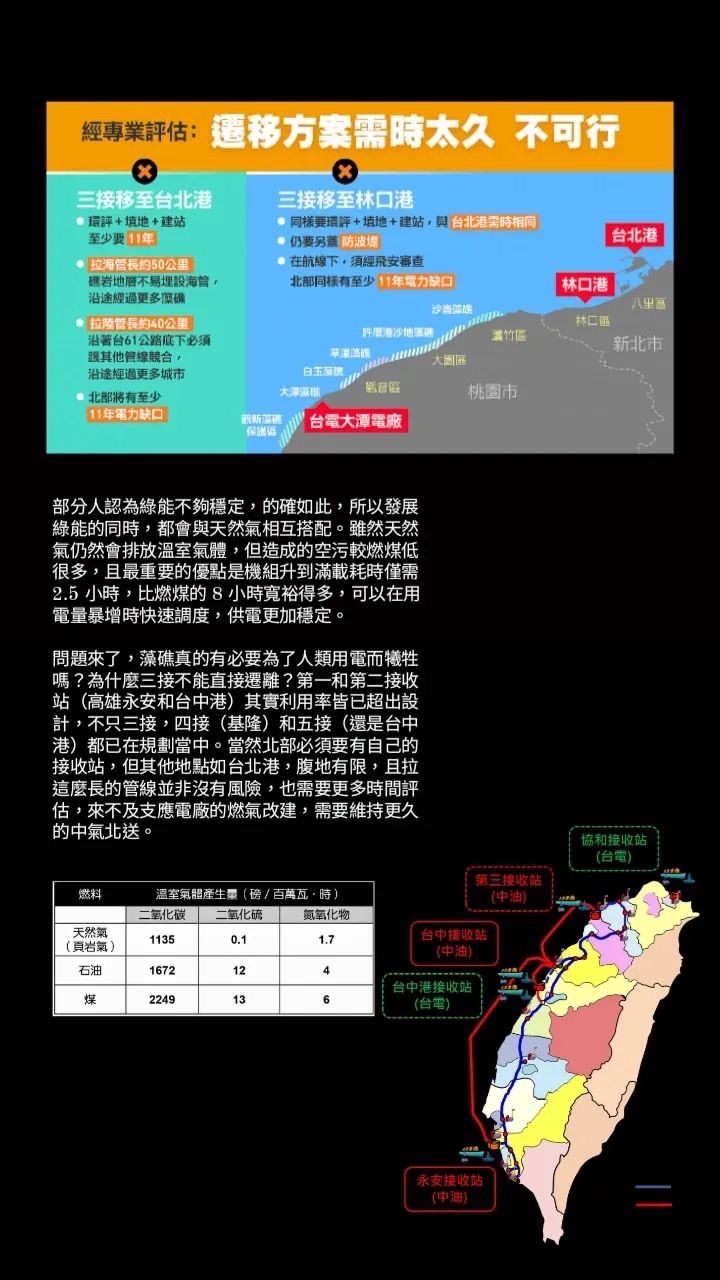 經專業評估：遷移方案需時太久 不可行
三接移至台北港
環評＋填地＋建站
至少要 11年
拉海管長約50公里
礁岩地層不易埋設海管，
沿途經過更多藻礁
拉陸管長約40公里
沿著台61公路底下必須
跟其他管線競合，
沿途經過更多城市
北部將有至少
11年電力缺口
三接移至林口港
同樣要環評＋填地＋建站，與 台北港需時相同
仍要另蓋 防波堤
在航線下，須經飛安審查
北部同樣有至少 11年電力缺口
台北港
林口港
八里區
林口區
新北市
沙崙藻礁
蘆竹區
許厝港沙地藻礁
大園區
草漯藻礁
白玉藻礁
觀音區
桃園市
大潭藻礁
台電大潭電廠
觀新藻礁
保護區
部分人認為綠能不夠穩定，的確如此，所以發展
綠能的同時，都會與天然氣相互搭配。雖然天然
氣仍然會排放溫室氣體，但造成的空污較燃煤低
很多，且最重要的優點是機組升到滿載耗時僅需
2.5 小時，比燃煤的 8 小時寬裕得多，可以在用
電量暴增時快速調度，供電更加穩定。
問題來了，藻礁真的有必要為了人類用電而犧牲
嗎？為什麼三接不能直接遷離？第一和第二接收
站（高雄永安和台中港）其實利用率皆已超出設
計，不只三接，四接（基隆）和五接（還是台中
港）都已在規劃當中。當然北部必須要有自己的
接收站，但其他地點如台北港，腹地有限，且拉
這麼長的管線並非沒有風險，也需要更多時間評
估，來不及支應電廠的燃氣改建，需要維持更久
的中氣北送。
燃料 溫室氣體產生量（磅／百萬瓦・時）
二氧化碳 二氧化硫 氮氧化物
天然氣
（頁岩氣） 1135 0.1 1.7
石油 1672 12 4
煤 2249 13 6
協和接收站
(台電)
第三接收站
(中油)
台中接收站
(中油)
台中港接收站
(台電)
永安接收站
(中油)